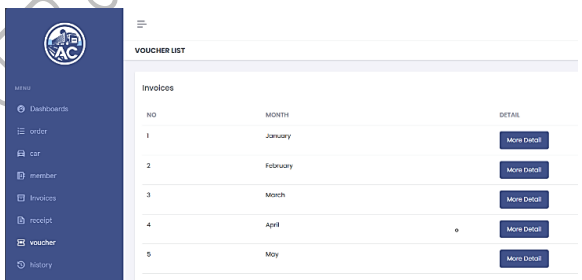 AC
VOUCHER LIST
MENU
Dashboards
order
car
member
Invoices
receipt
voucher
history
Invoices
NO MONTH DETAIL
1 January More Detail
2 February More Detail
3 March More Detail
4 April More Detail
5 May More Detail